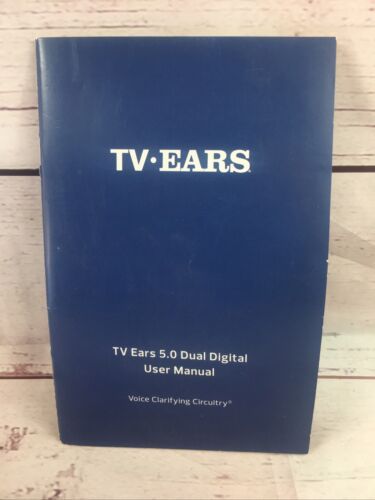 TV·EARS
TV Ears 5.0 Dual Digital
User Manual
Voice Clarifying Circuitry®